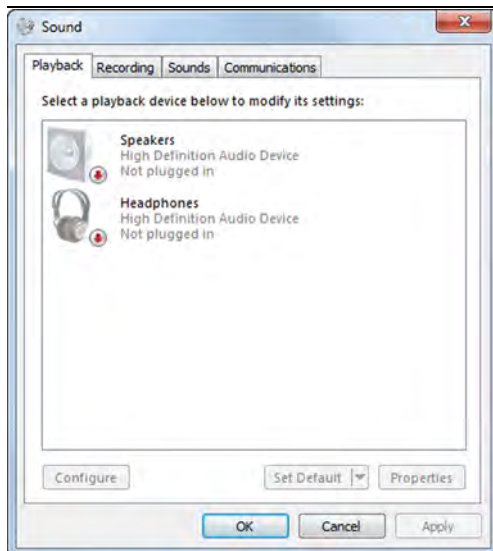 Sound
Playback Recording Sounds Communications
Select a playback device below to modify its settings:
Speakers
High Definition Audio Device
Not plugged in
Headphones
High Definition Audio Device
Not plugged in
Configure Set Default Properties
OK Cancel Apply